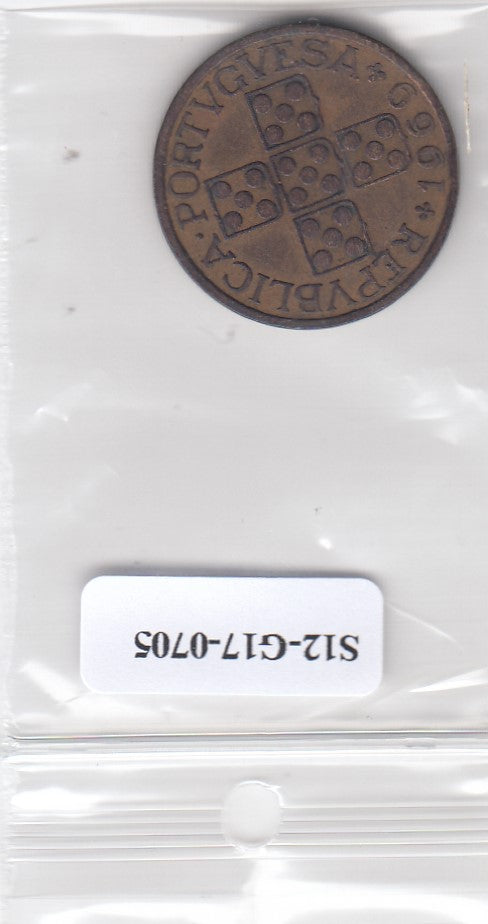 REPVBLICA · PORTVGVESA
* 1969 *
S12-G17-0705